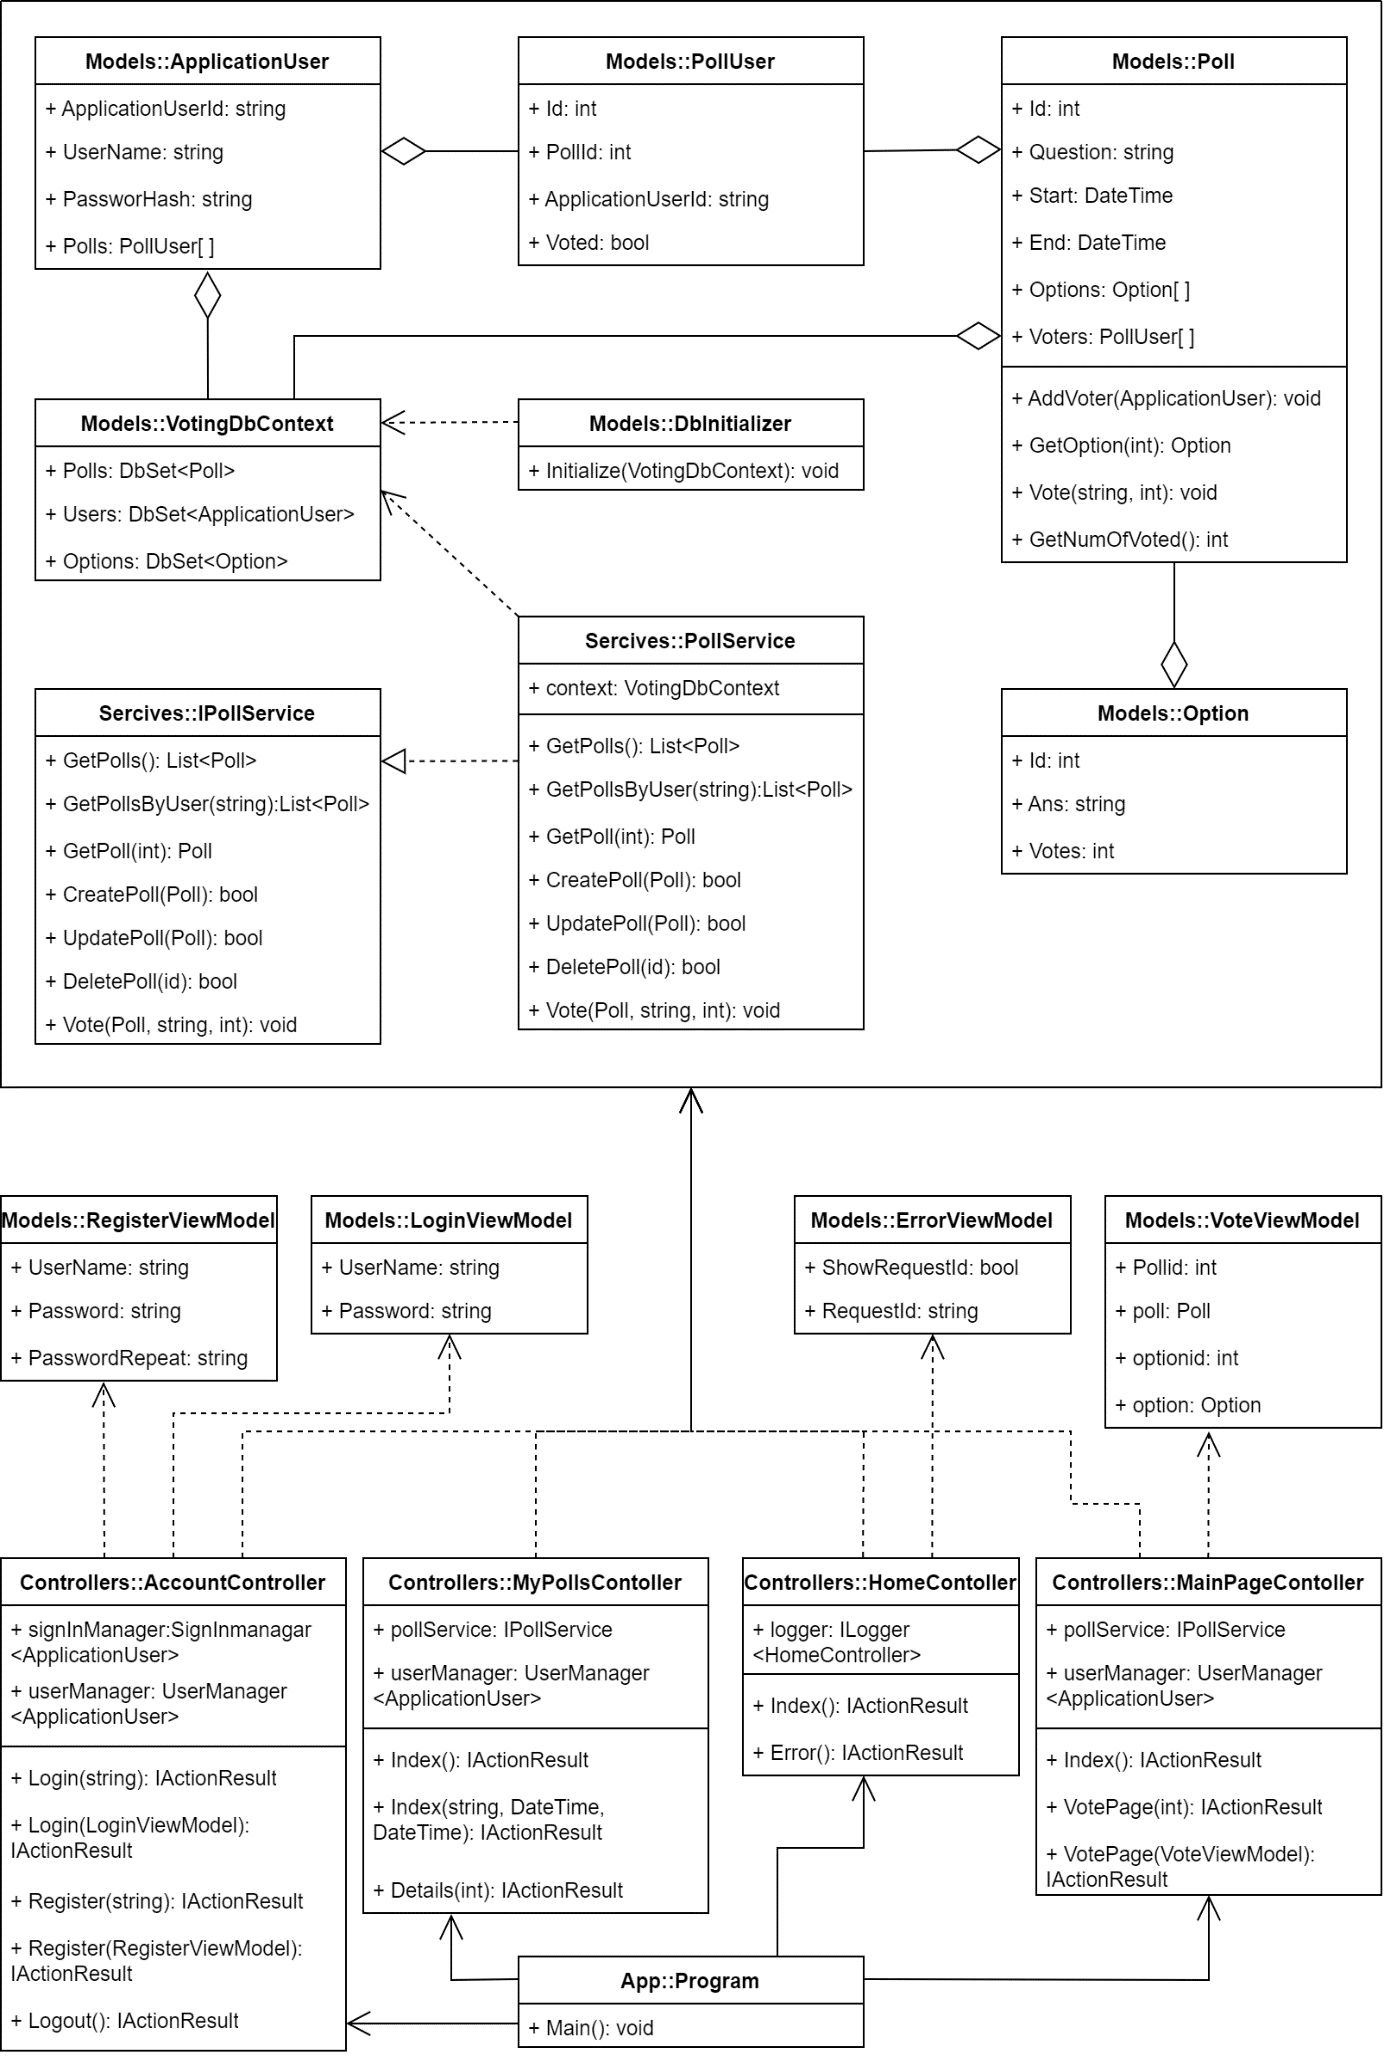 Models::ApplicationUser
+ ApplicationUserId: string
+ UserName: string
+ PassworHash: string
+ Polls: PollUser[ ]
Models::PollUser
+ Id: int
+ PollId: int
+ ApplicationUserId: string
+ Voted: bool
Models::Poll
+ Id: int
+ Question: string
+ Start: DateTime
+ End: DateTime
+ Options: Option[ ]
+ Voters: PollUser[ ]
+ AddVoter(ApplicationUser): void
+ GetOption(int): Option
+ Vote(string, int): void
+ GetNumOfVoted(): int
Models::VotingDbContext
+ Polls: DbSet<Poll>
+ Users: DbSet<ApplicationUser>
+ Options: DbSet<Option>
Models::DbInitializer
+ Initialize(VotingDbContext): void
Sercives::PollService
+ context: VotingDbContext
+ GetPolls(): List<Poll>
+ GetPollsByUser(string):List<Poll>
+ GetPoll(int): Poll
+ CreatePoll(Poll): bool
+ UpdatePoll(Poll): bool
+ DeletePoll(id): bool
+ Vote(Poll, string, int): void
Sercives::IPollService
+ GetPolls(): List<Poll>
+ GetPollsByUser(string):List<Poll>
+ GetPoll(int): Poll
+ CreatePoll(Poll): bool
+ UpdatePoll(Poll): bool
+ DeletePoll(id): bool
+ Vote(Poll, string, int): void
Models::Option
+ Id: int
+ Ans: string
+ Votes: int
Models::RegisterViewModel
+ UserName: string
+ Password: string
+ PasswordRepeat: string
Models::LoginViewModel
+ UserName: string
+ Password: string
Models::ErrorViewModel
+ ShowRequestId: bool
+ RequestId: string
Models::VoteViewModel
+ Pollid: int
+ poll: Poll
+ optionid: int
+ option: Option
Controllers::AccountController
+ signInManager:SignInmanagar
<ApplicationUser>
+ userManager: UserManager
<ApplicationUser>
+ Login(string): IActionResult
+ Login(LoginViewModel):
IActionResult
+ Register(string): IActionResult
+ Register(RegisterViewModel):
IActionResult
+ Logout(): IActionResult
Controllers::MyPollsContoller
+ pollService: IPollService
+ userManager: UserManager
<ApplicationUser>
+ Index(): IActionResult
+ Index(string, DateTime,
DateTime): IActionResult
+ Details(int): IActionResult
Controllers::HomeContoller
+ logger: ILogger
<HomeController>
+ Index(): IActionResult
+ Error(): IActionResult
Controllers::MainPageContoller
+ pollService: IPollService
+ userManager: UserManager
<ApplicationUser>
+ Index(): IActionResult
+ VotePage(int): IActionResult
+ VotePage(VoteViewModel):
IActionResult
App::Program
+ Main(): void